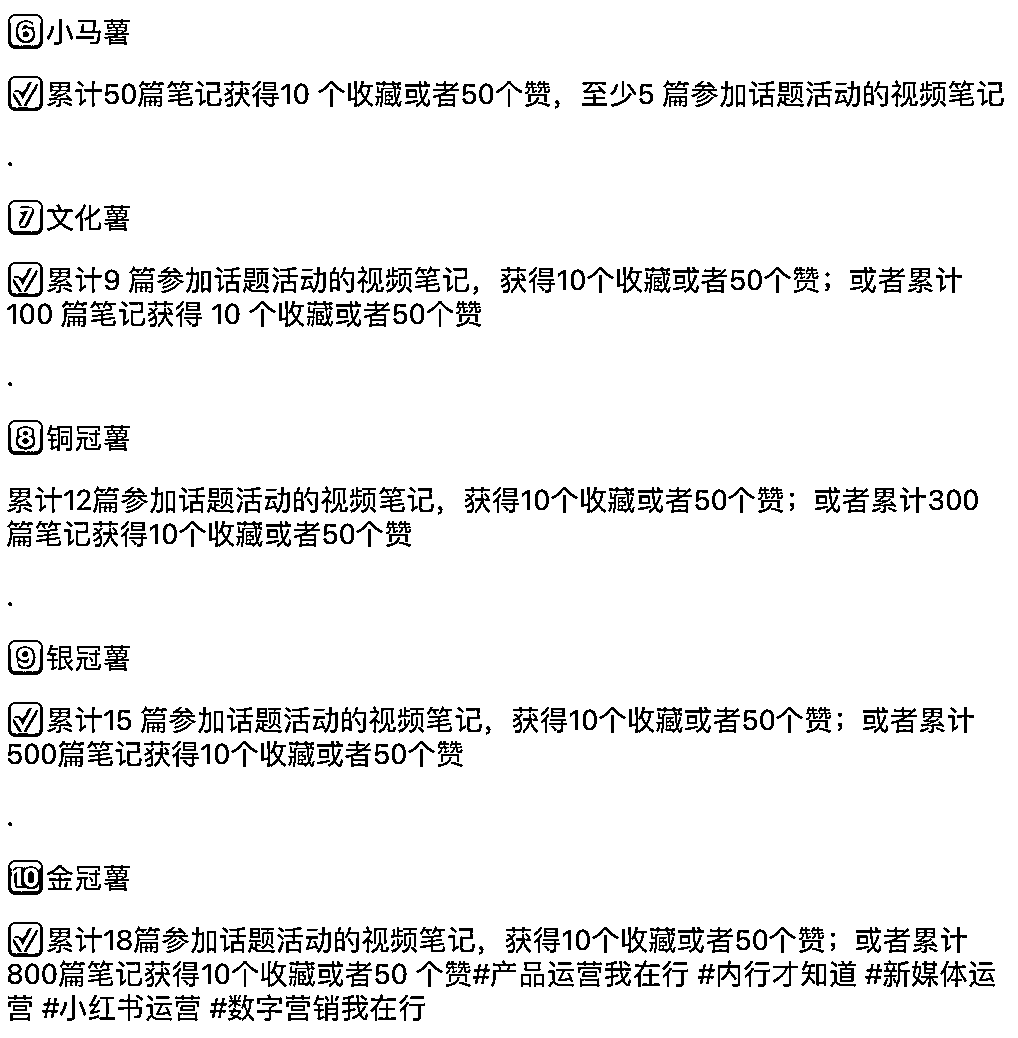 6️⃣小马薯
✅累计50篇笔记获得10 个收藏或者50个赞，至少5 篇参加话题活动的视频笔记
.
7️⃣文化薯
✅累计9 篇参加话题活动的视频笔记，获得10个收藏或者50个赞；或者累计
100 篇笔记获得 10 个收藏或者50个赞
.
8️⃣铜冠薯
累计12篇参加话题活动的视频笔记，获得10个收藏或者50个赞；或者累计300
篇笔记获得10个收藏或者50个赞
.
9️⃣银冠薯
✅累计15 篇参加话题活动的视频笔记，获得10个收藏或者50个赞；或者累计
500篇笔记获得10个收藏或者50个赞
.
🔟金冠薯
✅累计18篇参加话题活动的视频笔记，获得10个收藏或者50个赞；或者累计
800篇笔记获得10个收藏或者50 个赞#产品运营我在行 #内行才知道 #新媒体运
营 #小红书运营 #数字营销我在行